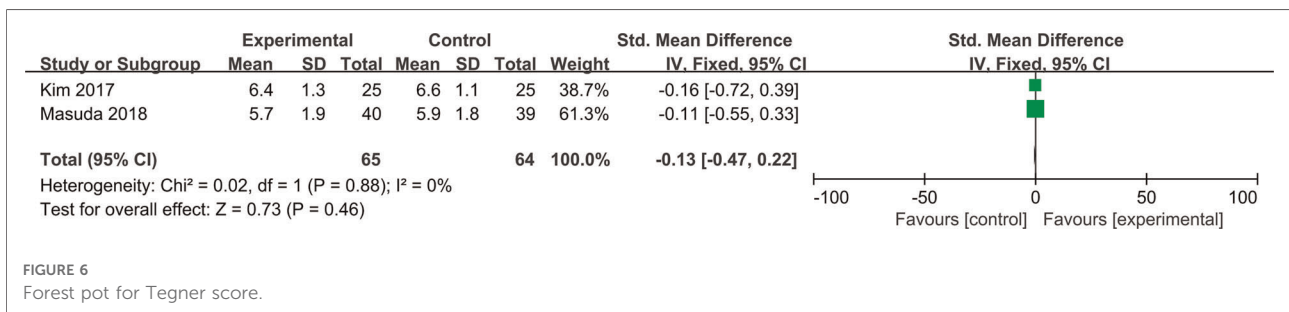 Experimental Control Std. Mean Difference Std. Mean Difference
Study or Subgroup Mean SD Total Mean SD Total Weight IV, Fixed, 95% CI IV, Fixed, 95% CI
Kim 2017 6.4 1.3 25 6.6 1.1 25 38.7% -0.16 [-0.72, 0.39]
Masuda 2018 5.7 1.9 40 5.9 1.8 39 61.3% -0.11 [-0.55, 0.33]
Total (95% CI) 65 64 100.0% -0.13 [-0.47, 0.22]
Heterogeneity: Chi² = 0.02, df = 1 (P = 0.88); I² = 0%
Test for overall effect: Z = 0.73 (P = 0.46)
-100 -50 0 50 100
Favours [control] Favours [experimental]
FIGURE 6
Forest pot for Tegner score.